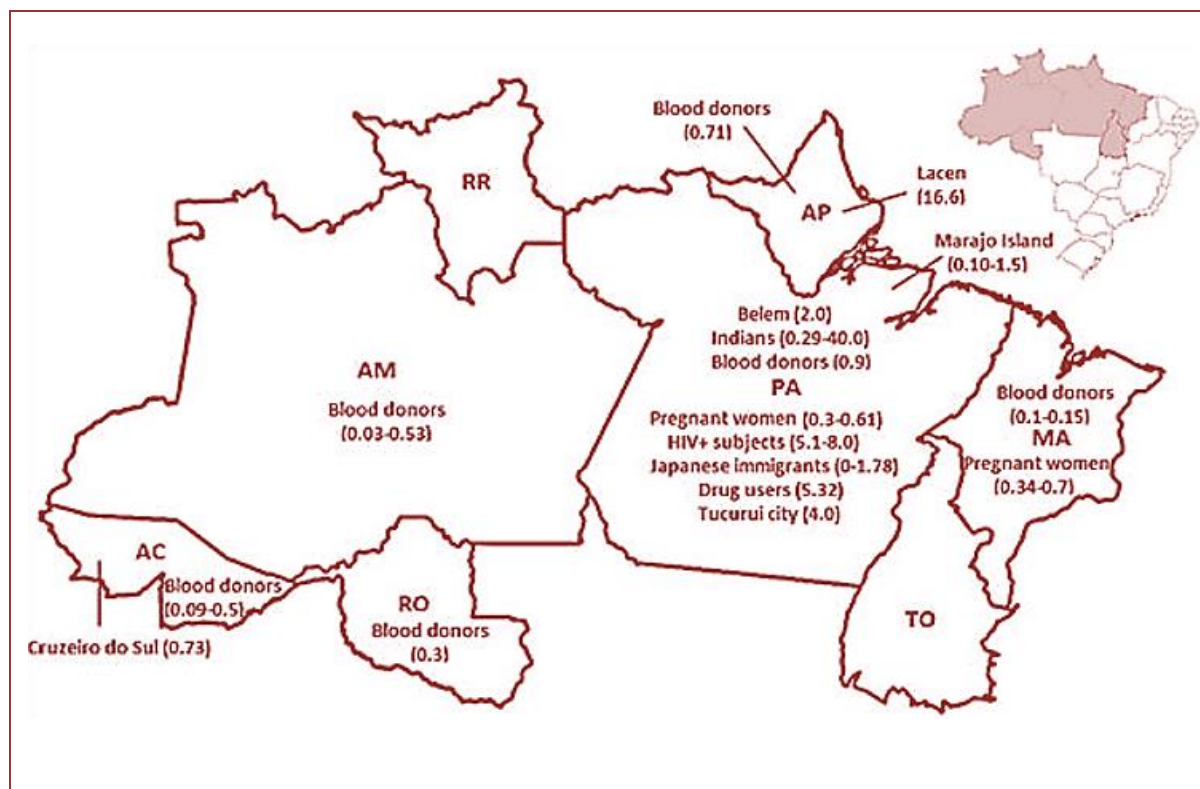 Blood donors
(0.71)
RR
Lacen
(16.6)
AP
Marajo Island
(0.10-1.5)
Belem (2.0)
Indians (0.29-40.0)
Blood donors (0.9)
PA
AM
Blood donors
(0.03-0.53)
Pregnant women (0.3-0.61)
HIV+ subjects (5.1-8.0)
Japanese immigrants (0-1.78)
Drug users (5.32)
Tucurui city (4.0)
Blood donors
(0.1-0.15)
MA
Pregnant women
(0.34-0.7)
AC
Blood donors
(0.09-0.5)
Cruzeiro do Sul (0.73)
RO
Blood donors
(0.3)
TO